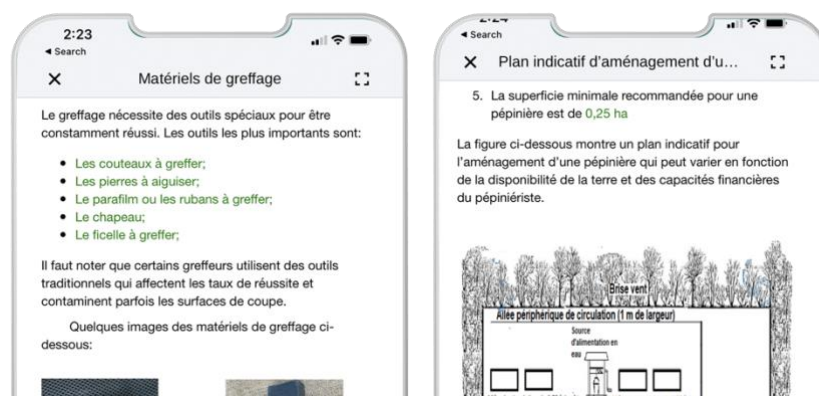 2:23
◀ Search
Matériels de greffage
Le greffage nécessite des outils spéciaux pour être
constamment réussi. Les outils les plus importants sont:
• Les couteaux à greffer;
• Les pierres à aiguiser;
• Le parafilm ou les rubans à greffer;
• Le chapeau;
• Le ficelle à greffer;
Il faut noter que certains greffeurs utilisent des outils
traditionnels qui affectent les taux de réussite et
contaminent parfois les surfaces de coupe.
Quelques images des matériels de greffage ci-
dessous:
2:24
◀ Search
Plan indicatif d'aménagement d'u...
5. La superficie minimale recommandée pour une
pépinière est de 0,25 ha
La figure ci-dessous montre un plan indicatif pour
l'aménagement d'une pépinière qui peut varier en fonction
de la disponibilité de la terre et des capacités financières
du pépiniériste.
Brise vent
Allée périphérique de circulation (1 m de largeur)
Source
d'alimentation en
eau